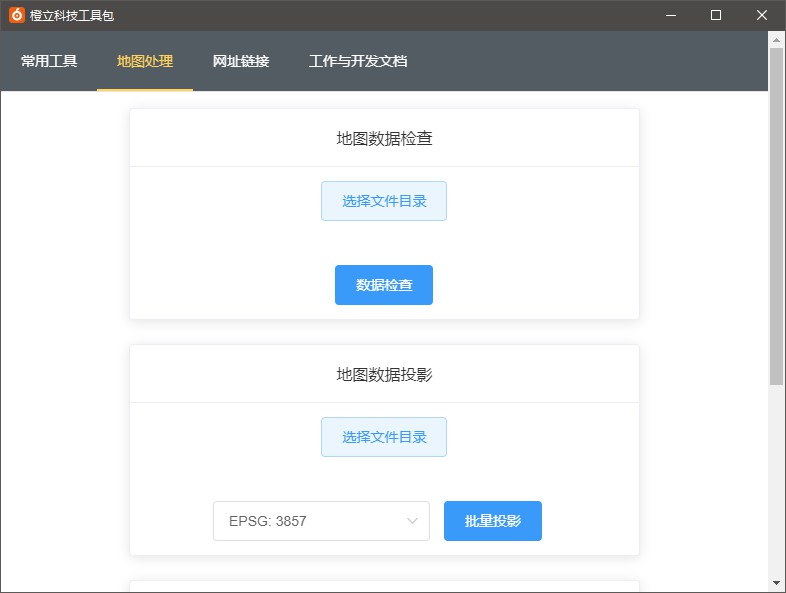 橙立科技工具包
常用工具 地图处理 网址链接 工作与开发文档
地图数据检查
选择文件目录
数据检查
地图数据投影
选择文件目录
EPSG: 3857 批量投影